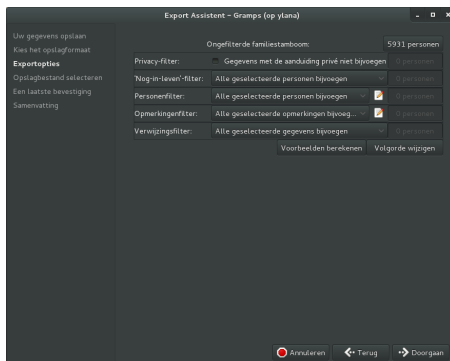 Export Assistent - Gramps (op ylana)
Uw gegevens opslaan
Kies het opslagformaat
Exportopties
Opslagbestand selecteren
Een laatste bevestiging
Samenvatting
Ongefilterde familiestamboom: 5931 personen
Privacy-filter: Gegevens met de aanduiding privé niet bijvoegen 0 personen
'Nog-in-leven'-filter: Alle geselecteerde personen bijvoegen 0 personen
Personenfilter: Alle geselecteerde personen bijvoegen 0 personen
Opmerkingenfilter: Alle geselecteerde opmerkingen bijvoeg... 0 personen
Verwijzingsfilter: Alle geselecteerde gegevens bijvoegen 0 personen
Voorbeelden berekenen Volgorde wijzigen
Annuleren Terug Doorgaan